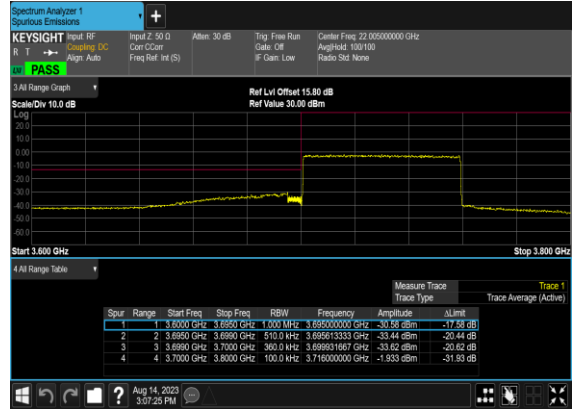 Spectrum Analyzer 1
Spurious Emissions
KEYSIGHT Input: RF Input Z: 50 Ω Atten: 30 dB Trig: Free Run Center Freq: 22.005000000 GHz
R T Coupling: DC Corr CCorr Gate: Off Avg|Hold: 100/100
Align: Auto Freq Ref: Int (S) IF Gain: Low Radio Std: None
PASS
3 All Range Graph
Ref Lvl Offset 15.80 dB
Scale/Div 10.0 dB Ref Value 30.00 dBm
Log
20.0
10.0
0.00
-10.0
-20.0
-30.0
-40.0
-50.0
-60.0
Start 3.600 GHz Stop 3.800 GHz
4 All Range Table
Measure Trace Trace 1
Trace Type Trace Average (Active)
Spur Range Start Freq Stop Freq RBW Frequency Amplitude ΔLimit
1 1 3.6000 GHz 3.6950 GHz 1.000 MHz 3.695000000 GHz -30.58 dBm -17.58 dB
2 2 3.6950 GHz 3.6990 GHz 510.0 kHz 3.695613333 GHz -33.44 dBm -20.44 dB
3 3 3.6990 GHz 3.7000 GHz 360.0 kHz 3.699931667 GHz -33.62 dBm -20.62 dB
4 4 3.7000 GHz 3.8000 GHz 100.0 kHz 3.716000000 GHz -1.933 dBm -31.93 dB
? Aug 14, 2023
3:07:25 PM